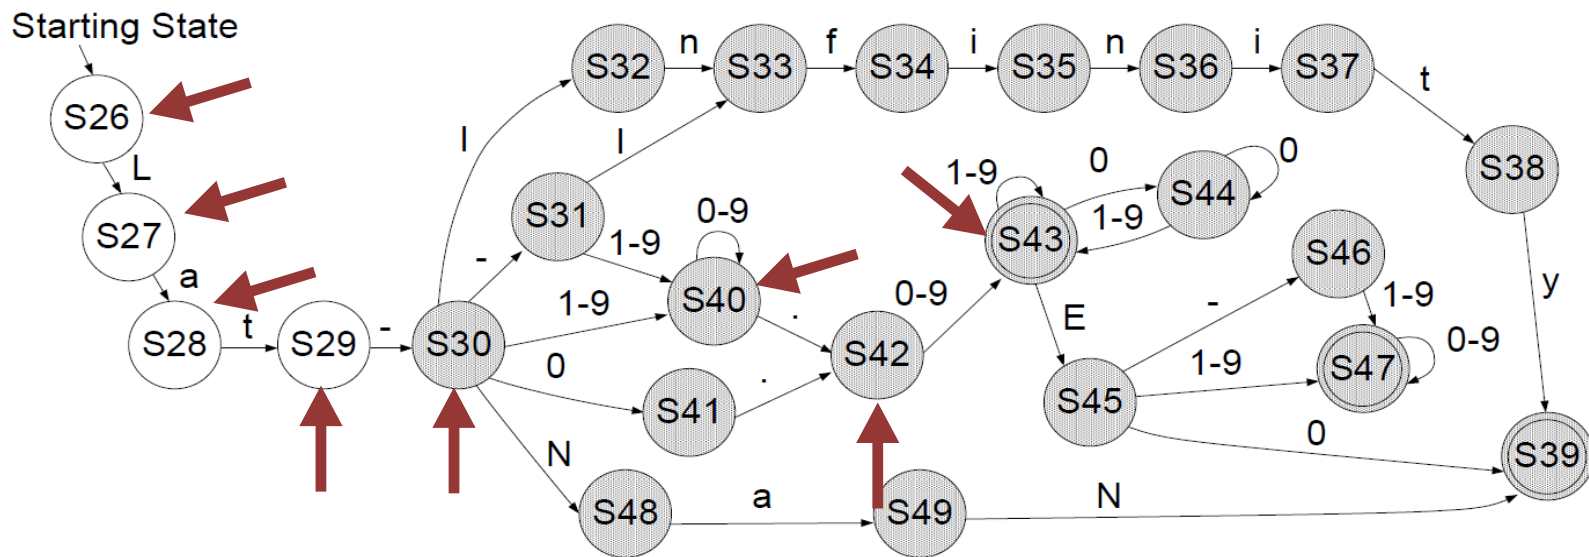 Starting State
S26
L
S27
a
S28
t
S29
-
S30
I
S32
n
S33
f
S34
i
S35
n
S36
i
S37
t
S38
y
S39
-
S31
I
1-9
0-9
S40
1-9
.
0
S41
.
S42
0-9
1-9
S43
0
S44
0
1-9
E
S45
-
S46
1-9
1-9
S47
0-9
0
N
S48
a
S49
N